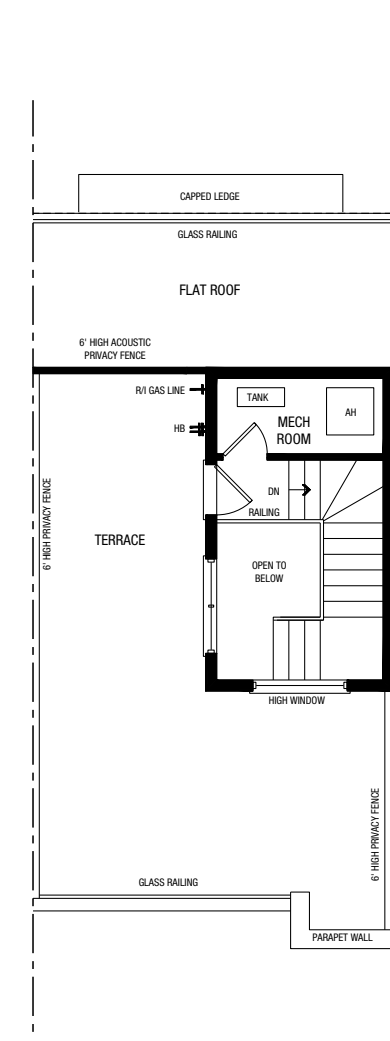 CAPPED LEDGE
GLASS RAILING
FLAT ROOF
6' HIGH ACOUSTIC
PRIVACY FENCE
R/I GAS LINE
TANK
AH
HB
MECH
ROOM
DN
RAILING
6' HIGH PRIVACY FENCE
TERRACE
OPEN TO
BELOW
HIGH WINDOW
6' HIGH PRIVACY FENCE
GLASS RAILING
PARAPET WALL